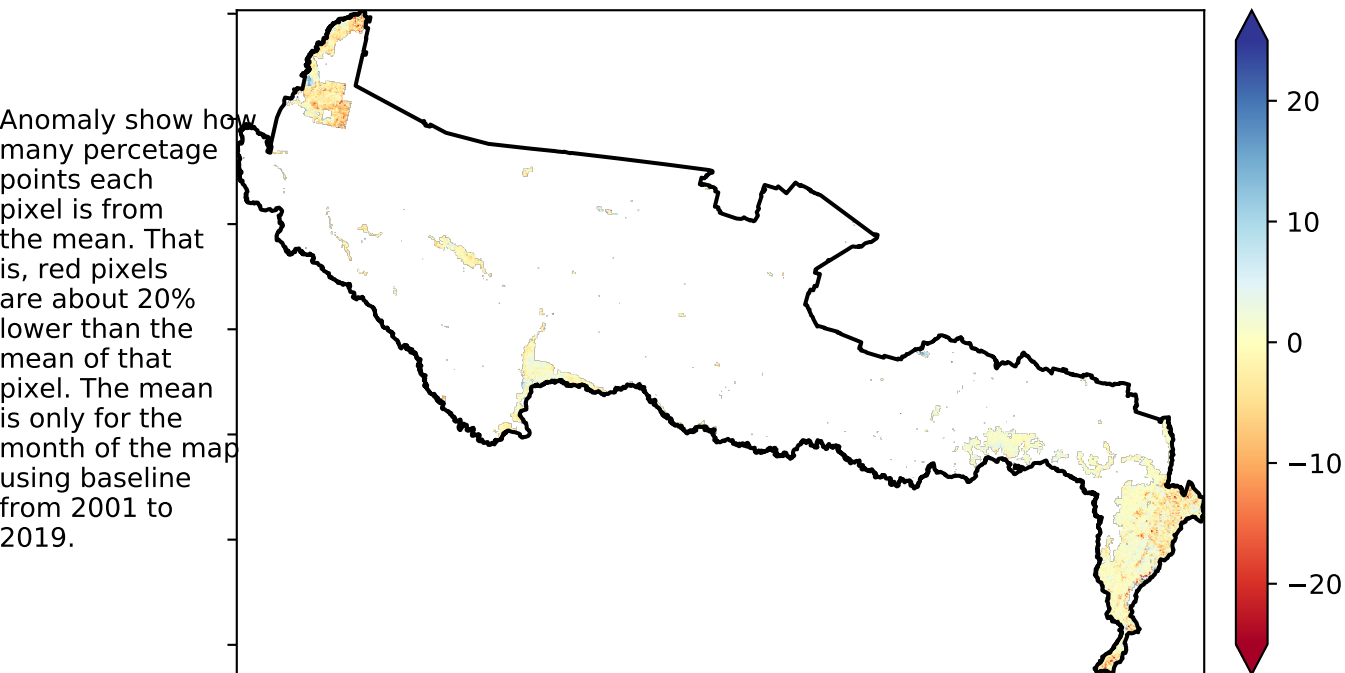 Anomaly show how
many percetage
points each
pixel is from
the mean. That
is, red pixels
are about 20%
lower than the
mean of that
pixel. The mean
is only for the
month of the map
using baseline
from 2001 to
2019.
20
10
0
−10
−20